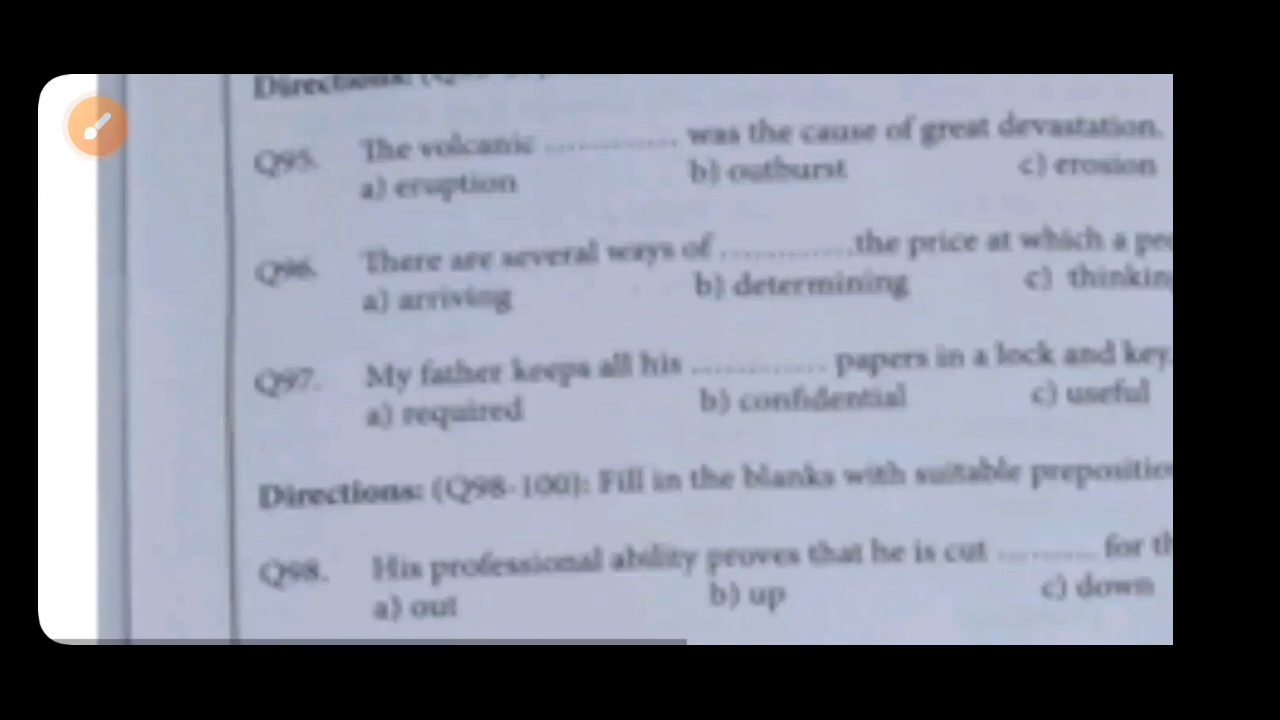 Directions:
Q95. The volcanic ............ was the cause of great devastation.
a) eruption b) outburst c) erosion
Q96. There are several ways of ............ the price at which a
a) arriving b) determining c)
Q97. My father keeps all his ............ papers in a lock and key.
a) required b) confidential c) useful
Directions: (Q98-100): Fill in the blanks with suitable
Q98. His professional ability proves that he is cut ......... for
a) out b) up c) down